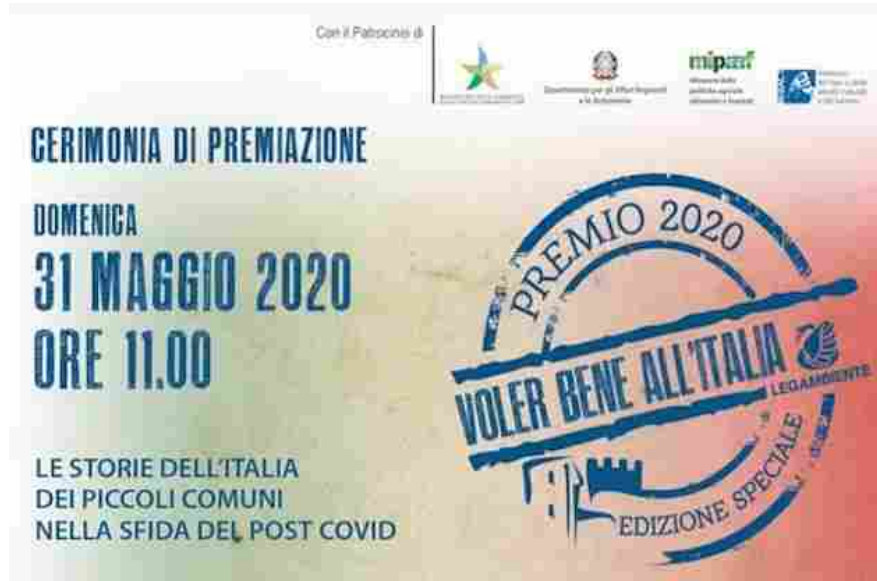 Con il Patrocinio di
mipaaf
CERIMONIA DI PREMIAZIONE
DOMENICA
31 MAGGIO 2020
ORE 11.00
LE STORIE DELL'ITALIA
DEI PICCOLI COMUNI
NELLA SFIDA DEL POST COVID
PREMIO 2020
VOLER BENE ALL'ITALIA
LEGAMBIENTE
EDIZIONE SPECIALE